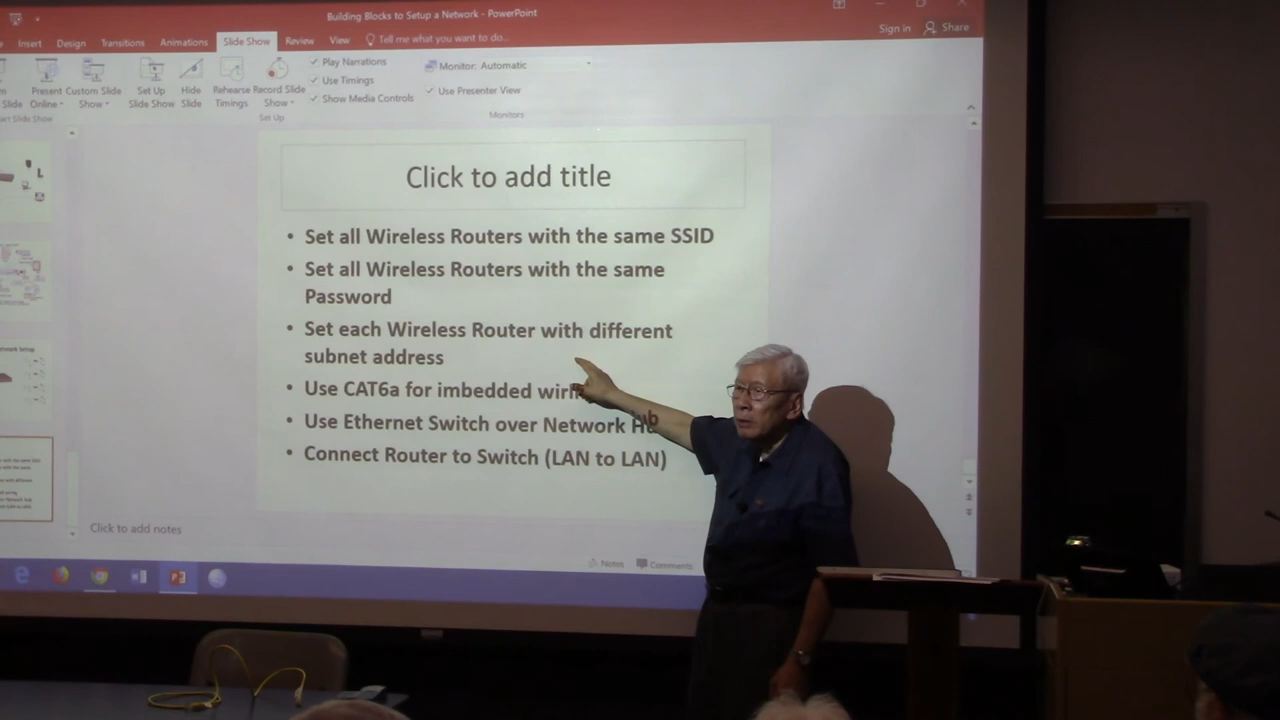 Building Blocks to Setup a Network - PowerPoint
Insert Design Transitions Animations Slide Show Review View Tell me what you want to do...
Sign in Share
Present Online Custom Slide Show Set Up Slide Show Hide Slide Rehearse Timings Record Slide Show
Slide
Play Narrations
Use Timings
Show Media Controls
Monitor: Automatic
Use Presenter View
Slide Show
Set Up
Monitors
Click to add title
• Set all Wireless Routers with the same SSID
• Set all Wireless Routers with the same
Password
• Set each Wireless Router with different
subnet address
• Use CAT6a for imbedded
• Use Ethernet Switch over Network Hub
• Connect Router to Switch (LAN to LAN)
Click to add notes
Notes Comments